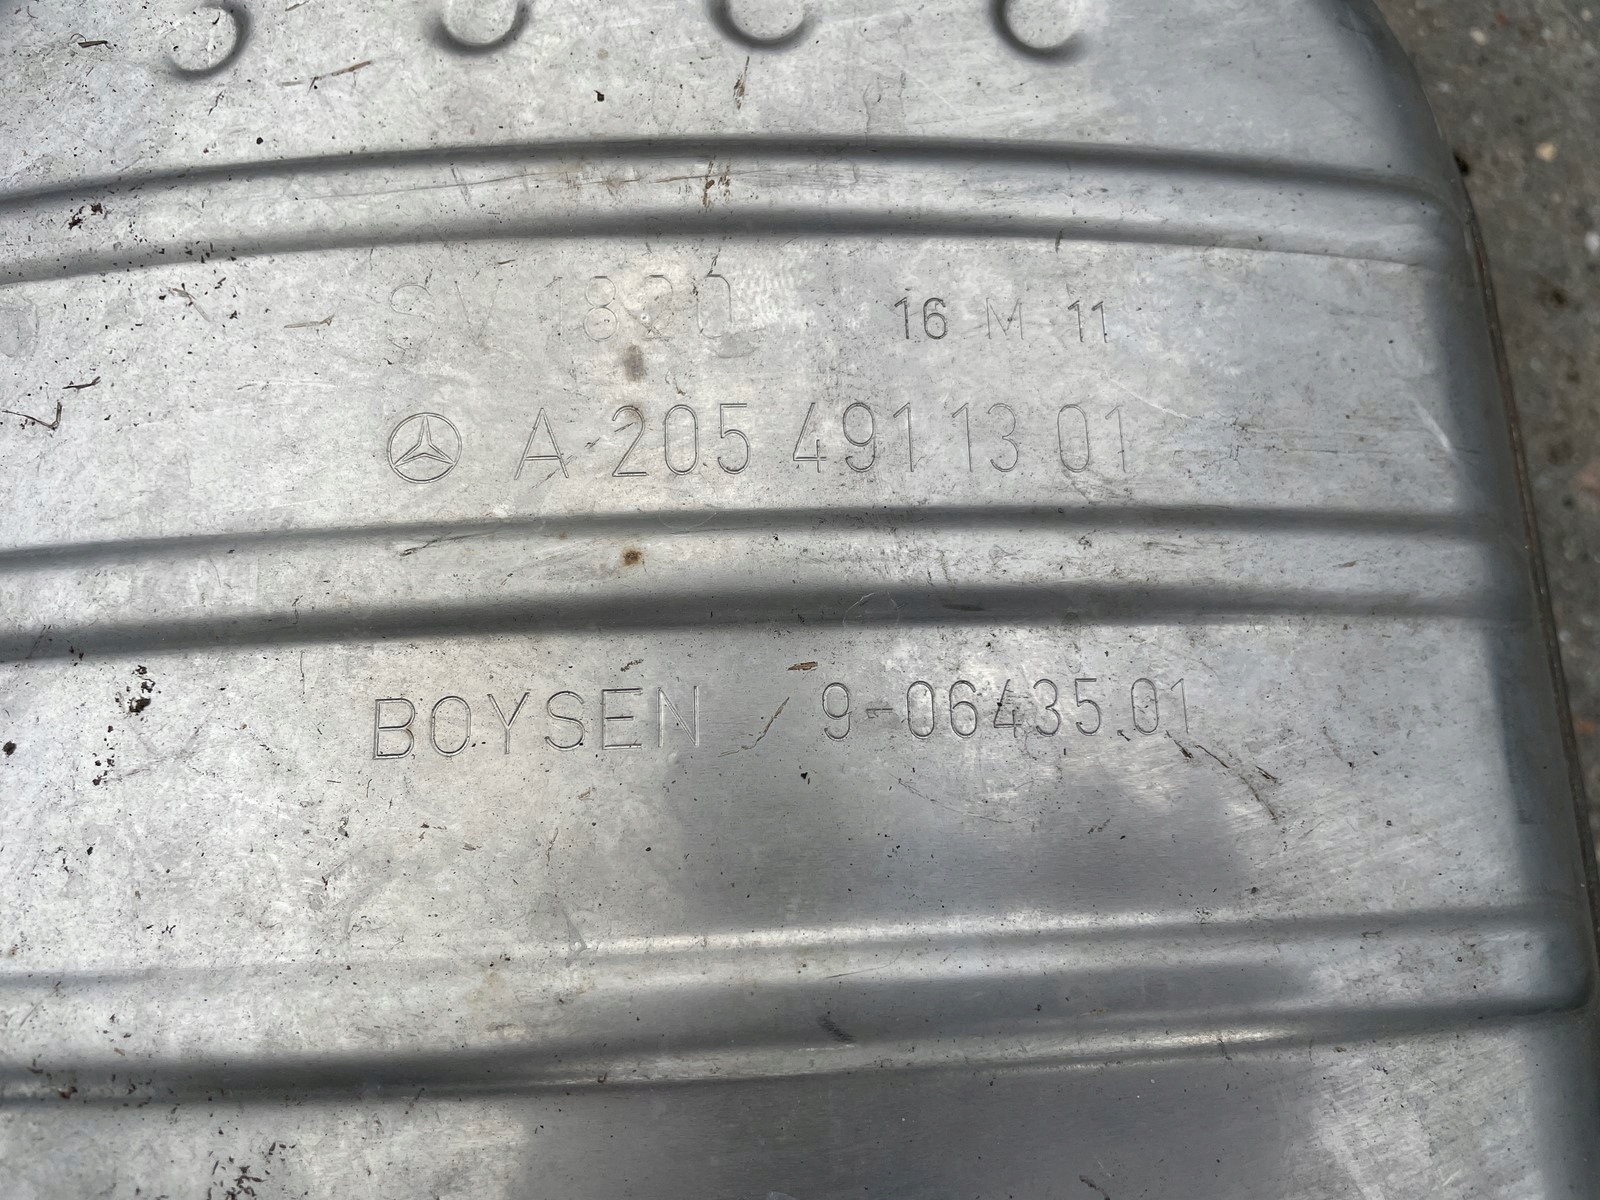 SV 1820 16 M 11
A 205 491 13 01
BOYSEN 9-06435.01